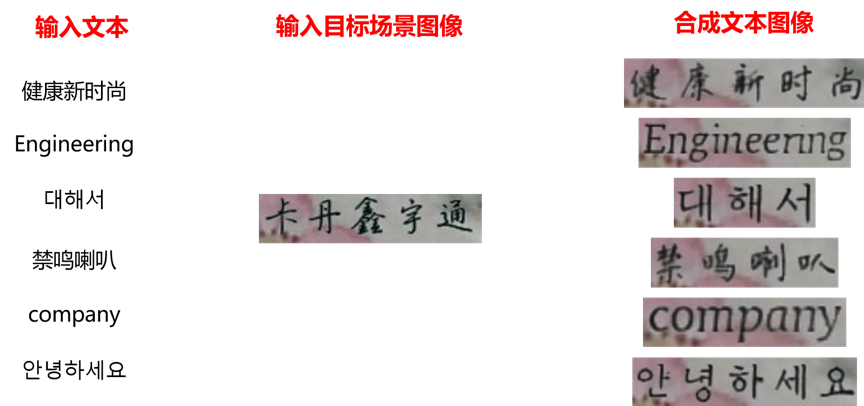 输入文本 输入目标场景图像 合成文本图像
健康新时尚 健康新时尚
Engineering Engineering
대해서 대해서
卡丹鑫宇通
禁鸣喇叭 禁鸣喇叭
company company
안녕하세요 안녕하세요